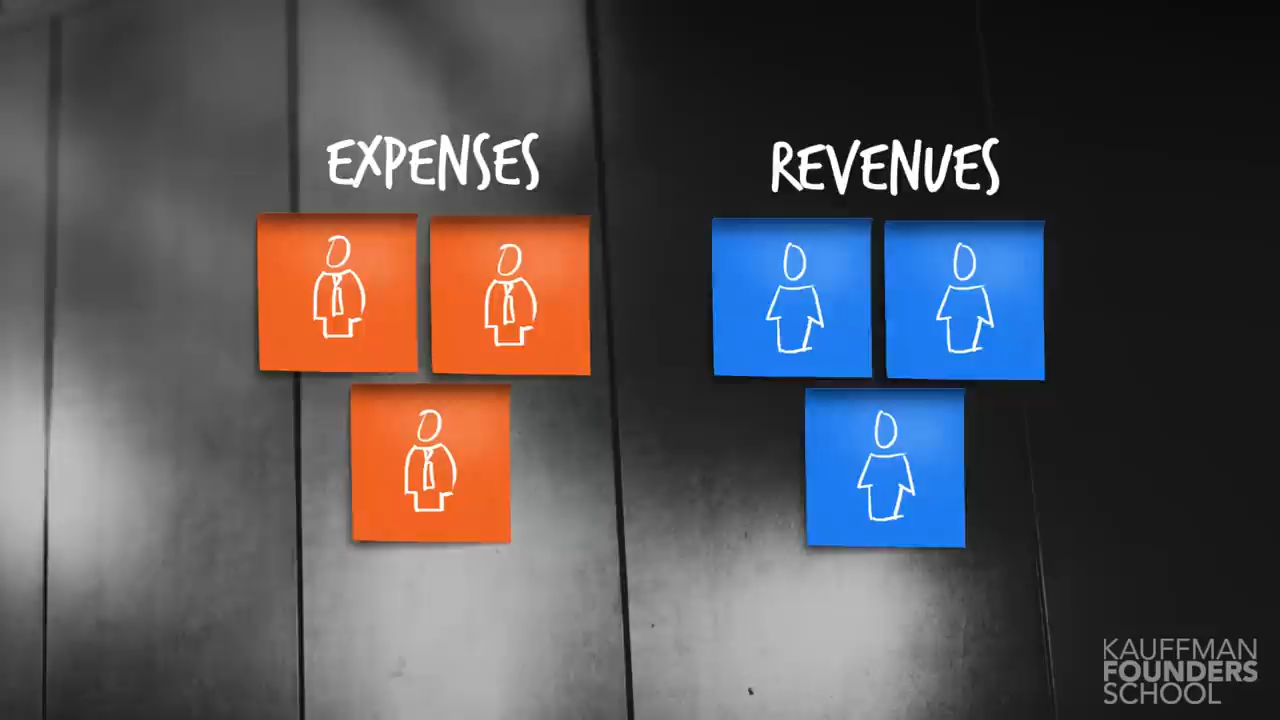 EXPENSES
REVENUES
KAUFFMAN
FOUNDERS
SCHOOL